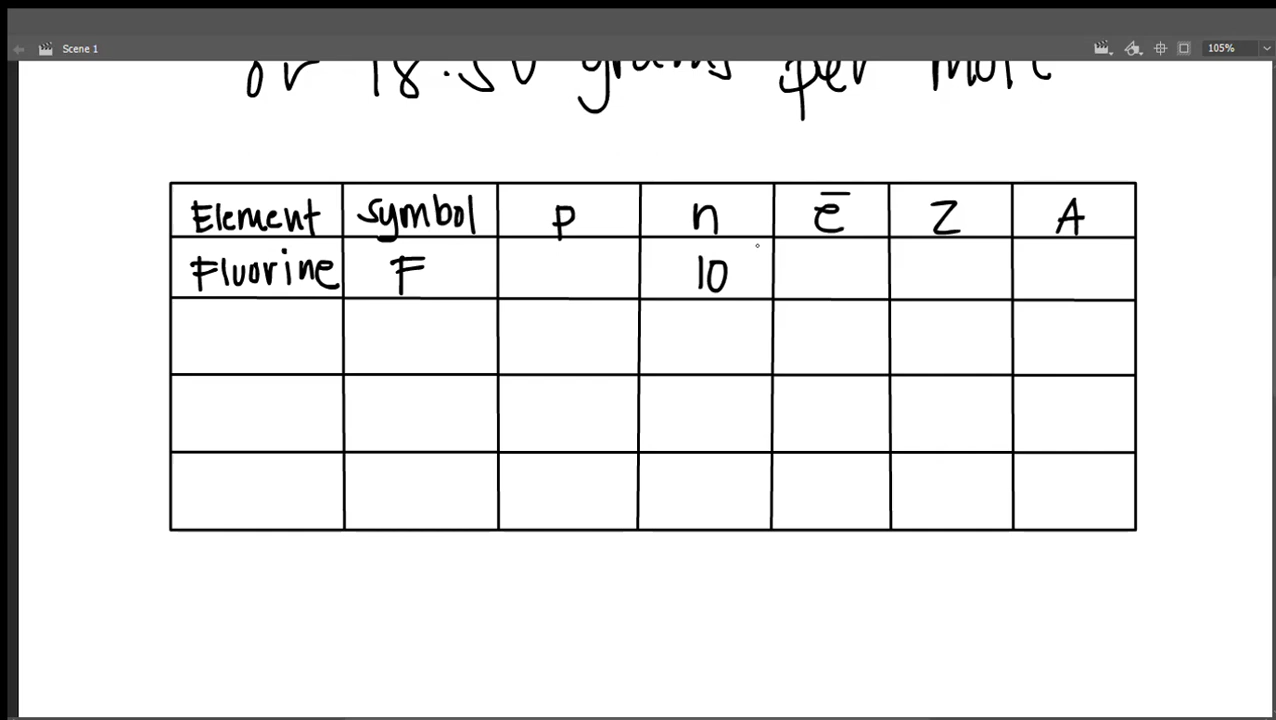 Scene 1
105%
or 18.50 grams per mole
Element symbol p n e̅ Z A
Fluorine F 10